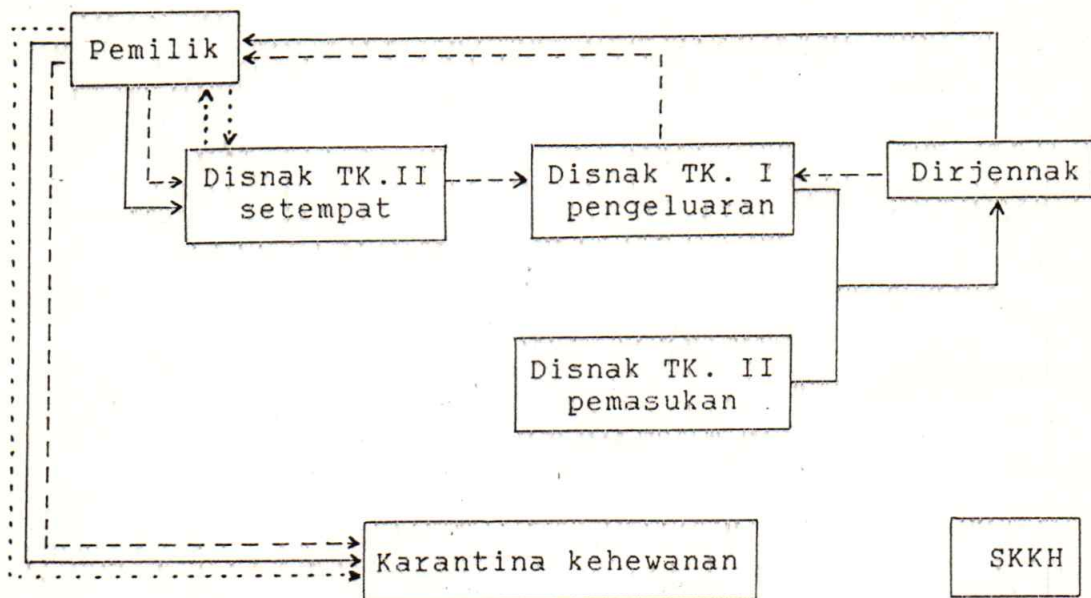 Pemilik
Disnak TK.II
setempat
Disnak TK. I
pengeluaran
Dirjennak
Disnak TK. II
pemasukan
Karantina kehewanan
SKKH